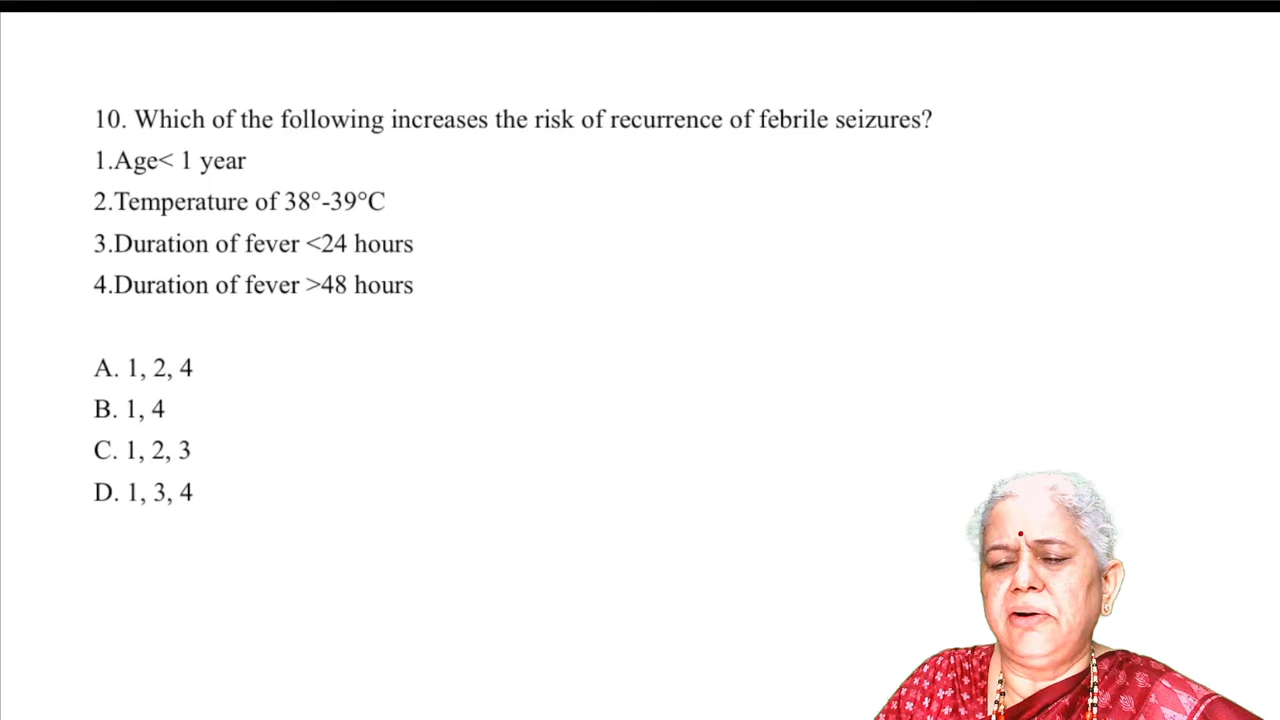 10. Which of the following increases the risk of recurrence of febrile seizures?
1.Age< 1 year
2.Temperature of 38°-39°C
3.Duration of fever <24 hours
4.Duration of fever >48 hours
A. 1, 2, 4
B. 1, 4
C. 1, 2, 3
D. 1, 3, 4